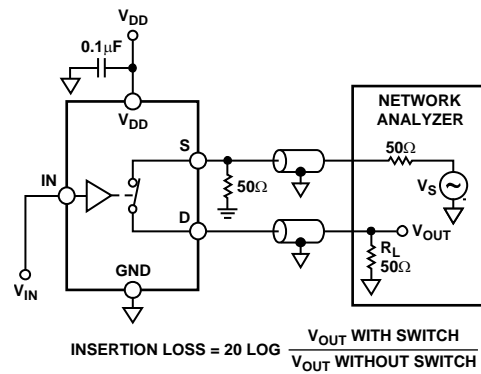 VDD
0.1µF
VDD
NETWORK
ANALYZER
S
50Ω
IN
50Ω
VS
D
VOUT
RL
50Ω
GND
VIN
INSERTION LOSS = 20 LOG VOUT WITH SWITCH
VOUT WITHOUT SWITCH